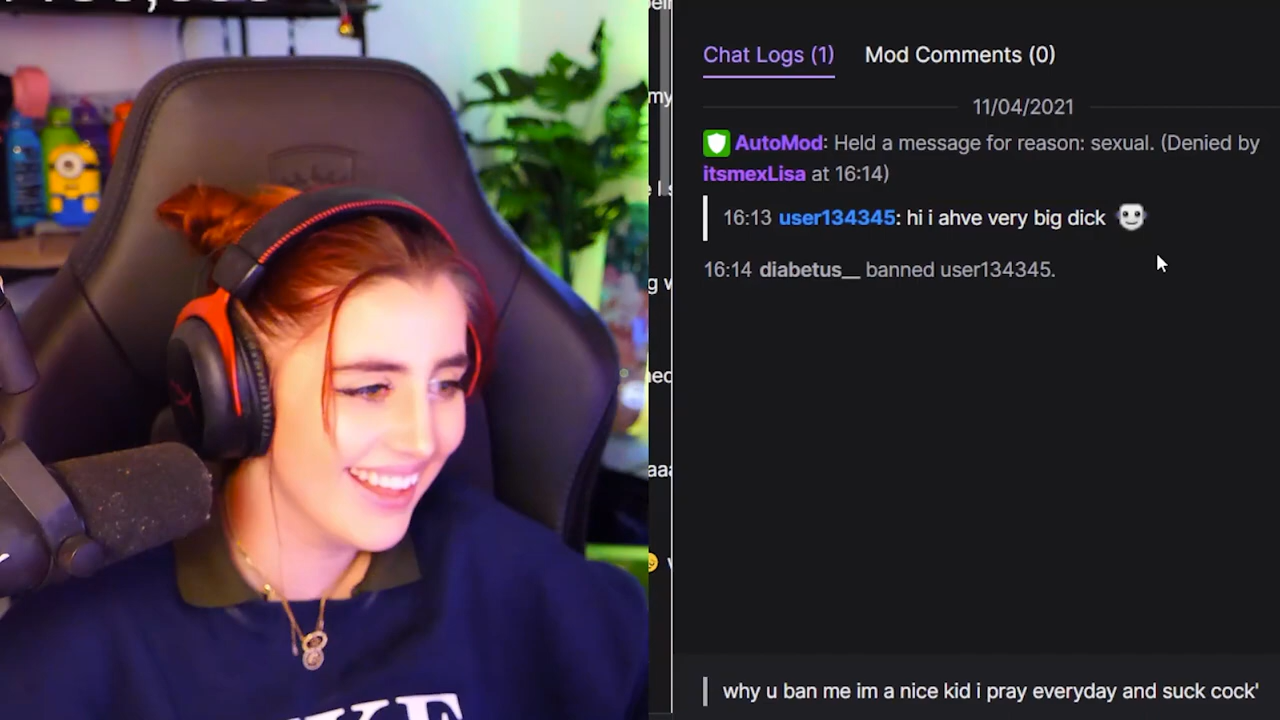 Chat Logs (1) Mod Comments (0)
11/04/2021
AutoMod: Held a message for reason: sexual. (Denied by
itsmexLisa at 16:14)
16:13 user134345: hi i ahve very big dick
16:14 diabetus__ banned user134345.
why u ban me im a nice kid i pray everyday and suck cock'